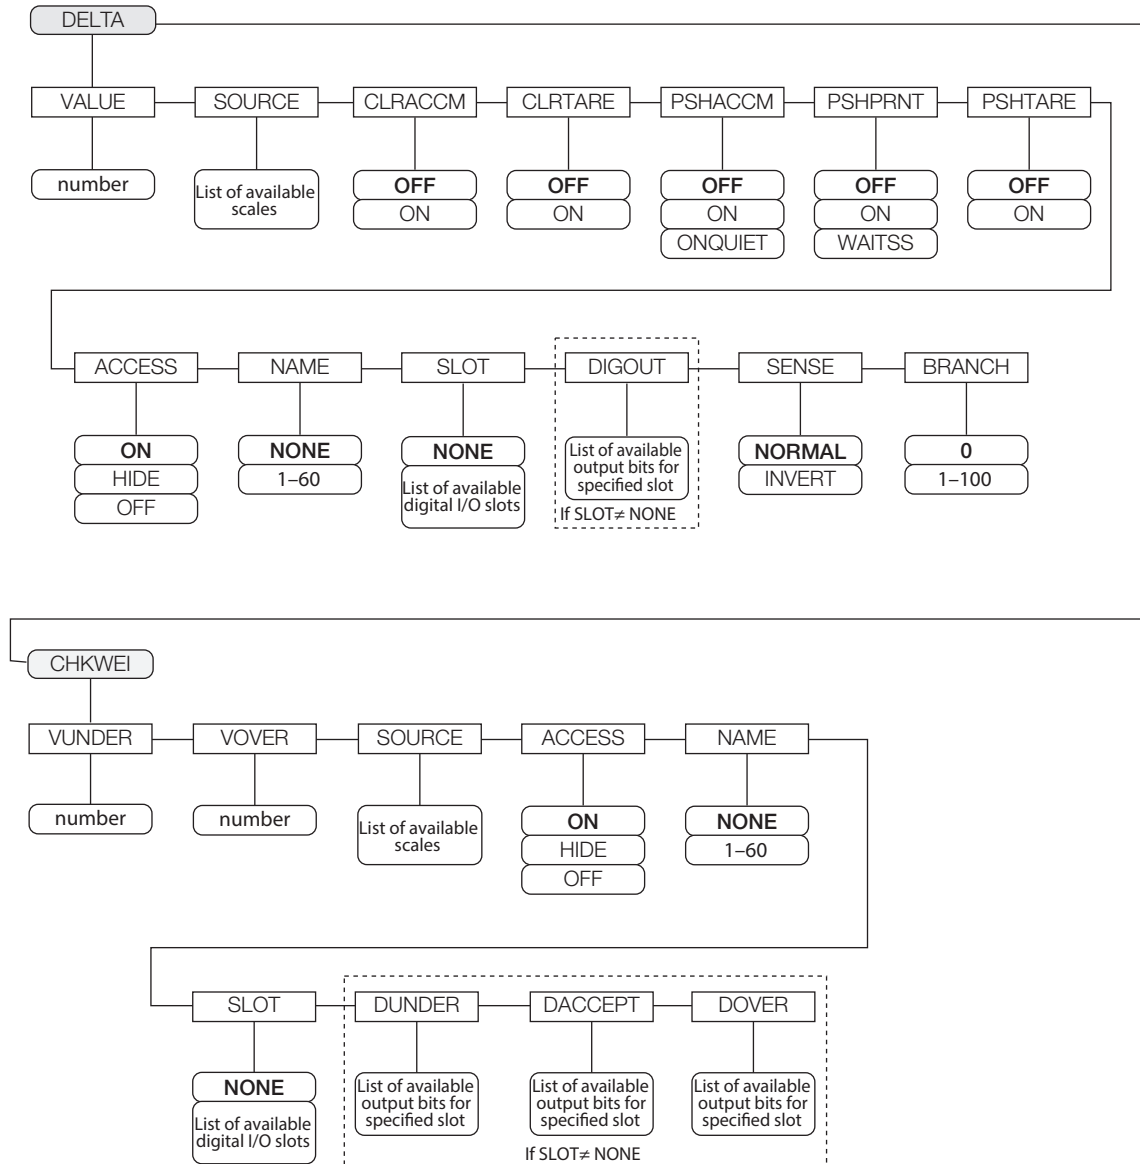 DELTA
VALUE SOURCE CLRACCM CLRTARE PSHACCM PSHPRNT PSHTARE
number
List of available
scales
OFF
ON
OFF
ON
OFF
ON
ONQUIET
OFF
ON
WAITSS
OFF
ON
ACCESS NAME SLOT DIGOUT SENSE BRANCH
ON
HIDE
OFF
NONE
1–60
NONE
List of available
digital I/O slots
List of available
output bits for
specified slot
If SLOT≠ NONE
NORMAL
INVERT
0
1–100
CHKWEI
VUNDER VOVER SOURCE ACCESS NAME
number
number
List of available
scales
ON
HIDE
OFF
NONE
1–60
SLOT DUNDER DACCEPT DOVER
NONE
List of available
digital I/O slots
List of available
output bits for
specified slot
List of available
output bits for
specified slot
List of available
output bits for
specified slot
If SLOT≠ NONE